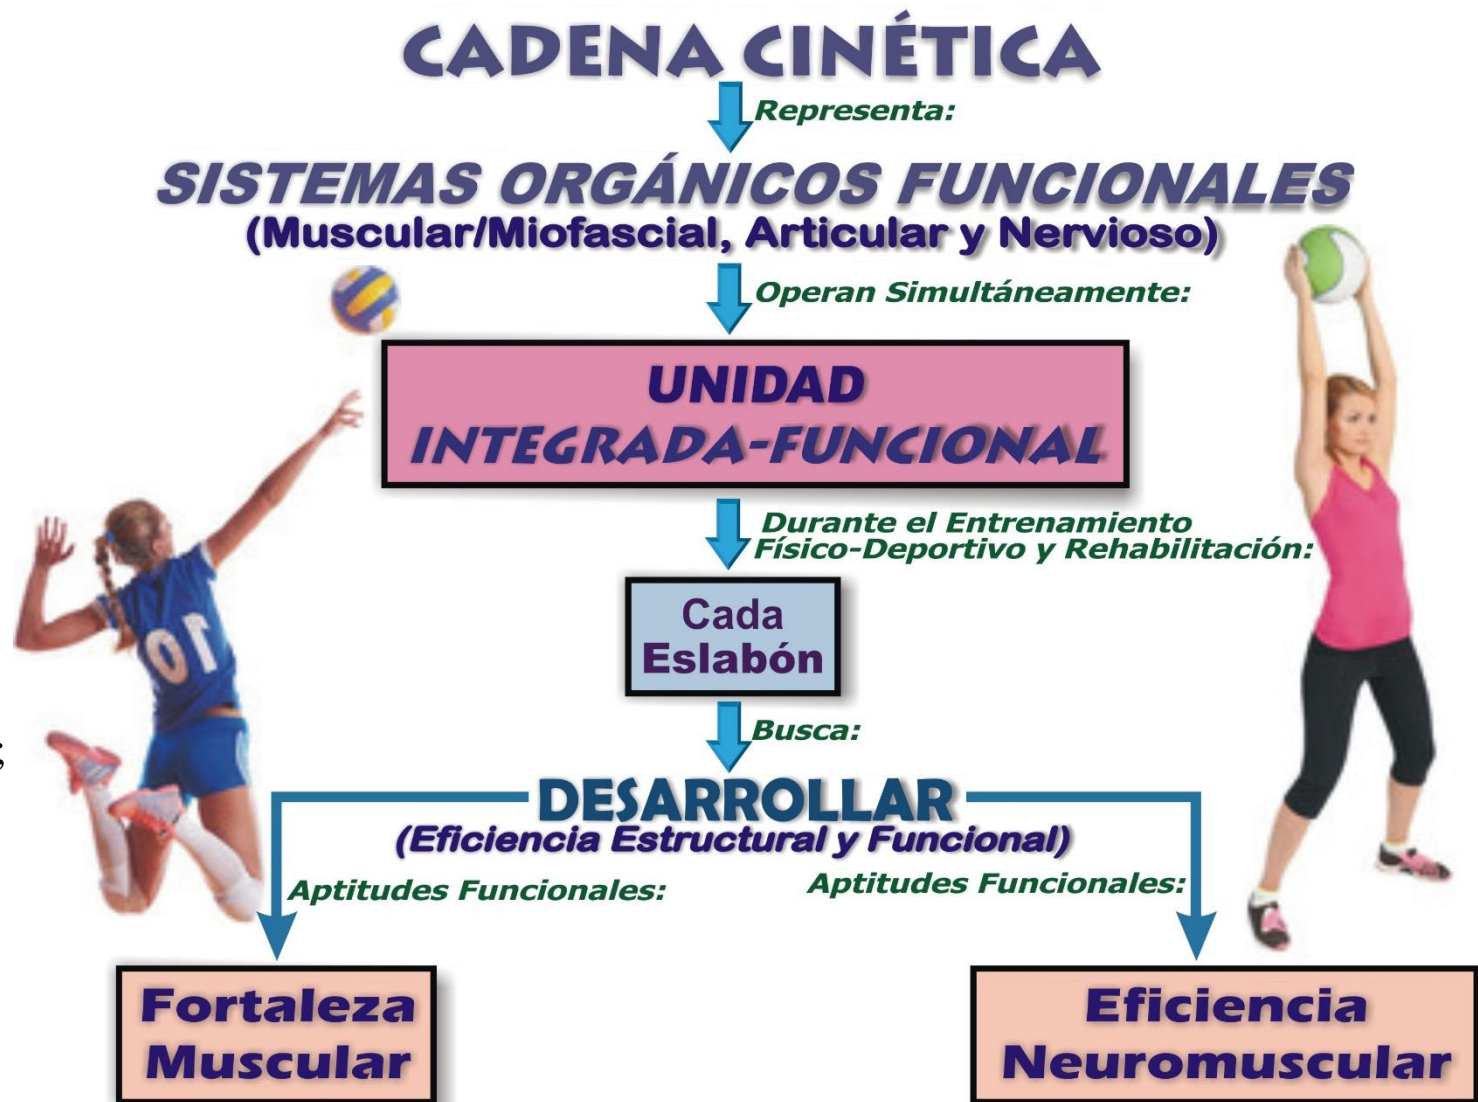 CADENA CINÉTICA
Representa:
SISTEMAS ORGÁNICOS FUNCIONALES
(Muscular/Miofascial, Articular y Nervioso)
Operan Simultáneamente:
UNIDAD
INTEGRADA-FUNCIONAL
Durante el Entrenamiento
Físico-Deportivo y Rehabilitación:
Cada
Eslabón
Busca:
;
DESARROLLAR
(Eficiencia Estructural y Funcional)
Aptitudes Funcionales:
Aptitudes Funcionales:
Fortaleza
Muscular
Eficiencia
Neuromuscular
10